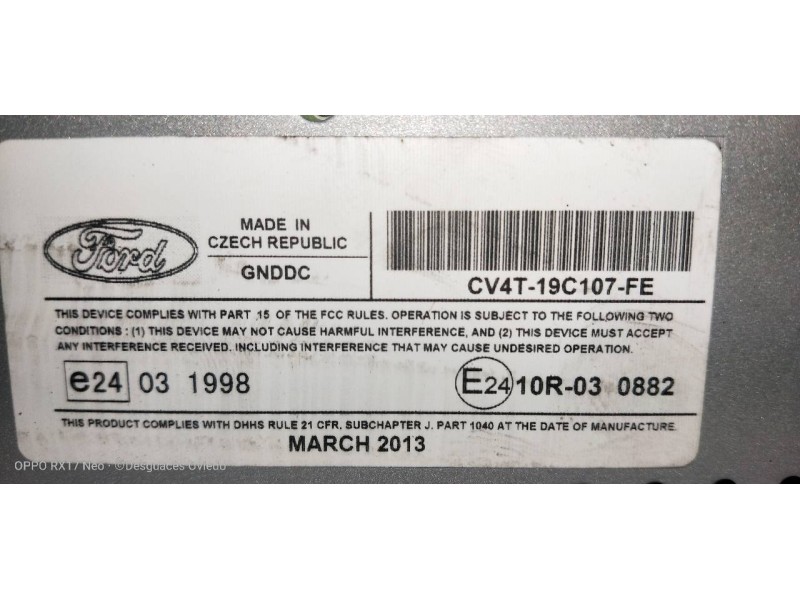 Ford
MADE IN
CZECH REPUBLIC
GNDDC
CV4T-19C107-FE
THIS DEVICE COMPLIES WITH PART 15 OF THE FCC RULES. OPERATION IS SUBJECT TO THE FOLLOWING TWO
CONDITIONS : (1) THIS DEVICE MAY NOT CAUSE HARMFUL INTERFERENCE, AND (2) THIS DEVICE MUST ACCEPT
ANY INTERFERENCE RECEIVED. INCLUDING INTERFERENCE THAT MAY CAUSE UNDESIRED OPERATION.
e24 03 1998
E24 10R-03 0882
THIS PRODUCT COMPLIES WITH DHHS RULE 21 CFR, SUBCHAPTER J. PART 1040 AT THE DATE OF MANUFACTURE.
MARCH 2013
OPPO RX17 Neo · ©Desguaces Oviedo